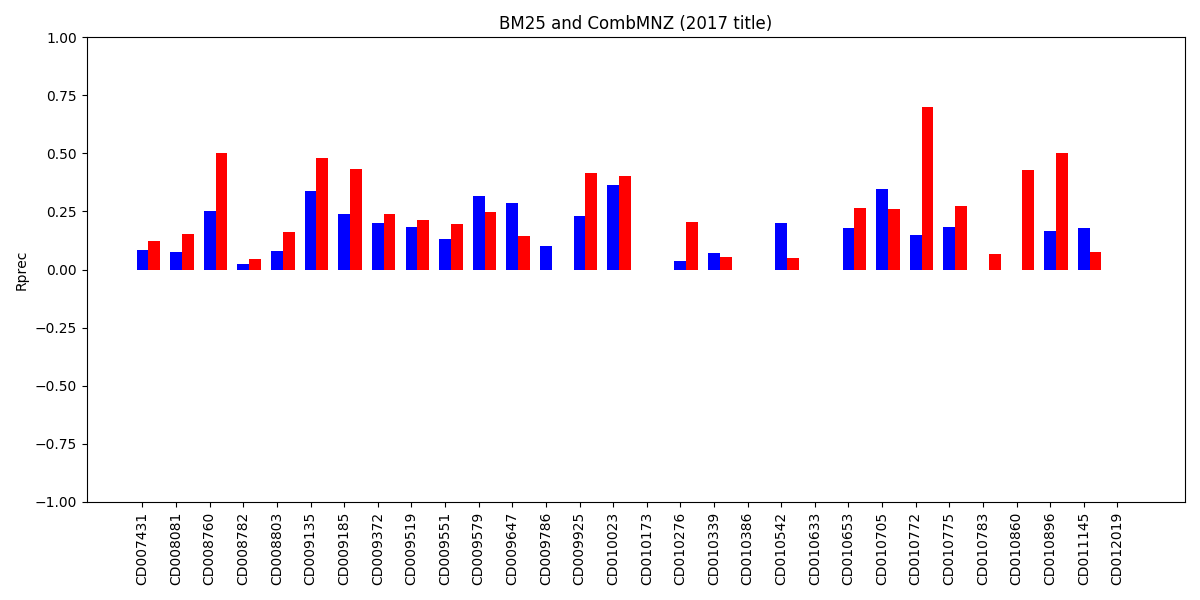 BM25 and CombMNZ (2017 title)
1.00
0.75
0.50
0.25
0.00
−0.25
−0.50
−0.75
−1.00
Rprec
CD007431
CD008081
CD008760
CD008782
CD008803
CD009135
CD009185
CD009372
CD009519
CD009551
CD009579
CD009647
CD009786
CD009925
CD010023
CD010173
CD010276
CD010339
CD010386
CD010542
CD010633
CD010653
CD010705
CD010772
CD010775
CD010783
CD010860
CD010896
CD011145
CD012019